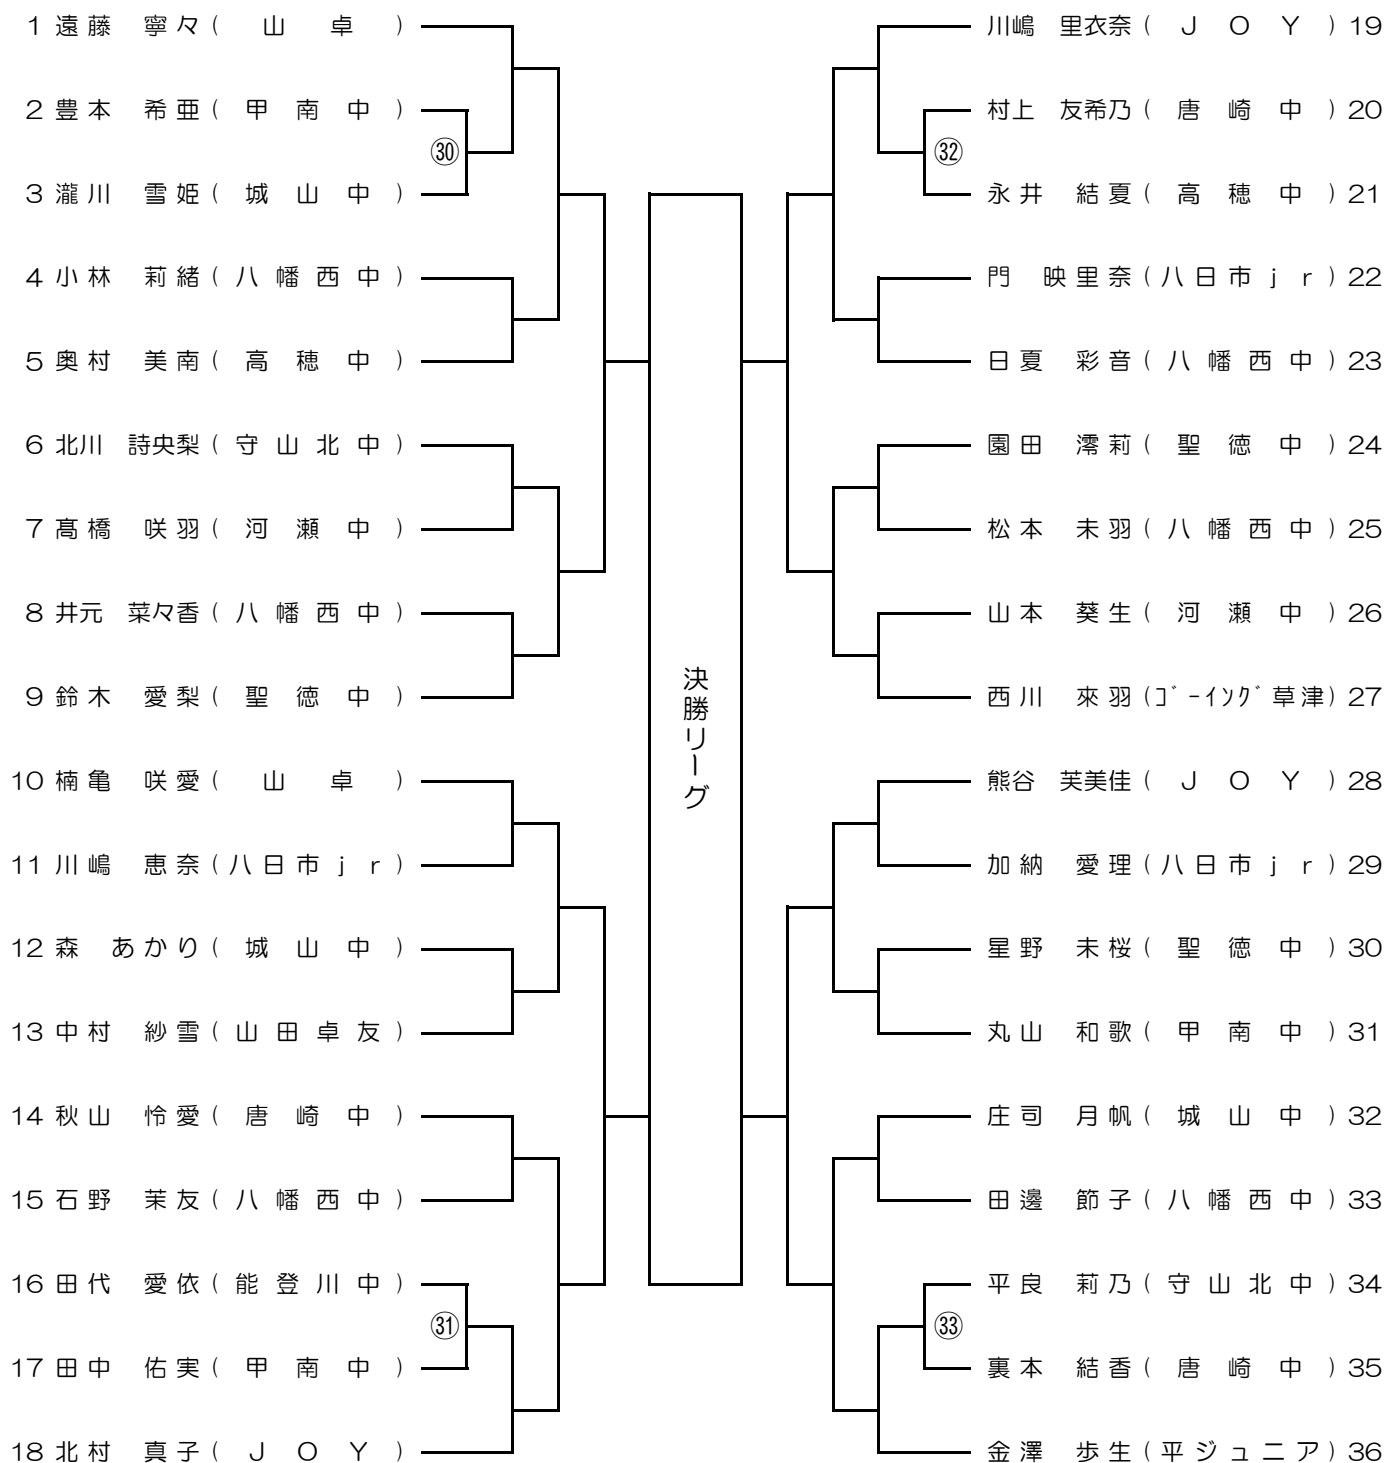 1 遠藤 寧々 ( 山 卓 )
2 豊本 希亜 ( 甲南中 )
㉚
3 瀧川 雪姫 ( 城山中 )
4 小林 莉緒 ( 八幡西中 )
5 奥村 美南 ( 高穂中 )
6 北川 詩央梨 ( 守山北中 )
7 髙橋 咲羽 ( 河瀬中 )
8 井元 菜々香 ( 八幡西中 )
9 鈴木 愛梨 ( 聖徳中 )
10 楠亀 咲愛 ( 山 卓 )
11 川嶋 恵奈 ( 八日市jr )
12 森 あかり ( 城山中 )
13 中村 紗雪 ( 山田卓友 )
14 秋山 怜愛 ( 唐崎中 )
15 石野 茉友 ( 八幡西中 )
16 田代 愛依 ( 能登川中 )
㉛
17 田中 佑実 ( 甲南中 )
18 北村 真子 ( JOY )
決勝リーグ
川嶋 里衣奈 ( JOY ) 19
村上 友希乃 ( 唐崎中 ) 20
㉜
永井 結夏 ( 高穂中 ) 21
門 映里奈 ( 八日市jr ) 22
日夏 彩音 ( 八幡西中 ) 23
園田 澪莉 ( 聖徳中 ) 24
松本 未羽 ( 八幡西中 ) 25
山本 葵生 ( 河瀬中 ) 26
西川 來羽 (ｺﾞｰｲﾝｸﾞ草津) 27
熊谷 芙美佳 ( JOY ) 28
加納 愛理 ( 八日市jr ) 29
星野 未桜 ( 聖徳中 ) 30
丸山 和歌 ( 甲南中 ) 31
庄司 月帆 ( 城山中 ) 32
田邊 節子 ( 八幡西中 ) 33
平良 莉乃 ( 守山北中 ) 34
㉝
裏本 結香 ( 唐崎中 ) 35
金澤 歩生 ( 平ジュニア ) 36